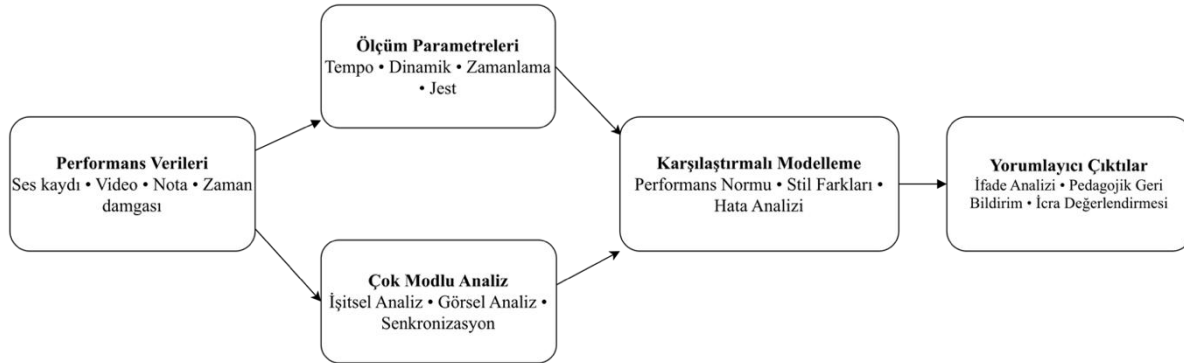 Performans Verileri
Ses kaydı • Video • Nota • Zaman
damgası
Ölçüm Parametreleri
Tempo • Dinamik • Zamanlama
• Jest
Çok Modlu Analiz
İşitsel Analiz • Görsel Analiz •
Senkronizasyon
Karşılaştırmalı Modelleme
Performans Normu • Stil Farkları •
Hata Analizi
Yorumlayıcı Çıktılar
İfade Analizi • Pedagojik Geri
Bildirim • İcra Değerlendirmesi